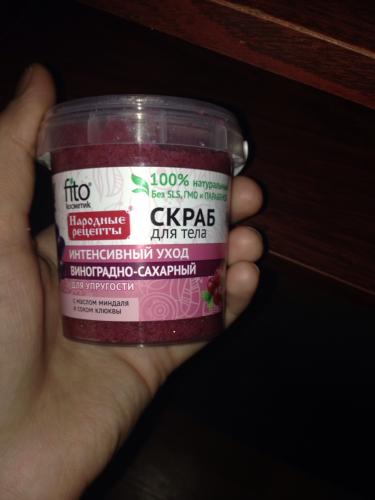 fito
косметик
Народные
рецепты
100% натуральный
Без SLS, ГМО и ПАРАБЕНОВ
СКРАБ
для тела
ИНТЕНСИВНЫЙ УХОД
ВИНОГРАДНО-САХАРНЫЙ
ДЛЯ УПРУГОСТИ
с маслом миндаля
и соком клюквы